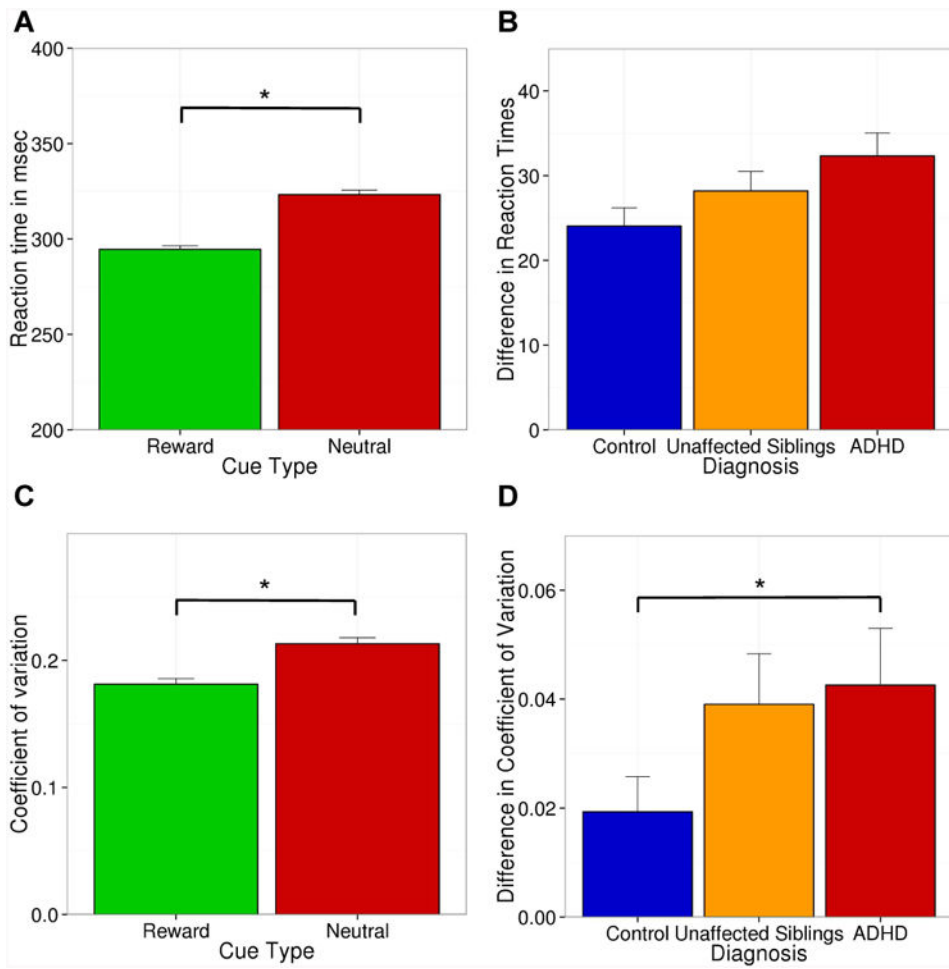 A
Reaction time in msec
400
350
300
250
200
*
Reward Neutral
Cue Type
B
Difference in Reaction Times
40
30
20
10
0
Control Unaffected Siblings ADHD
Diagnosis
C
Coefficient of variation
0.2
0.1
0.0
*
Reward Neutral
Cue Type
D
Difference in Coefficient of Variation
0.06
0.04
0.02
0.00
*
Control Unaffected Siblings ADHD
Diagnosis